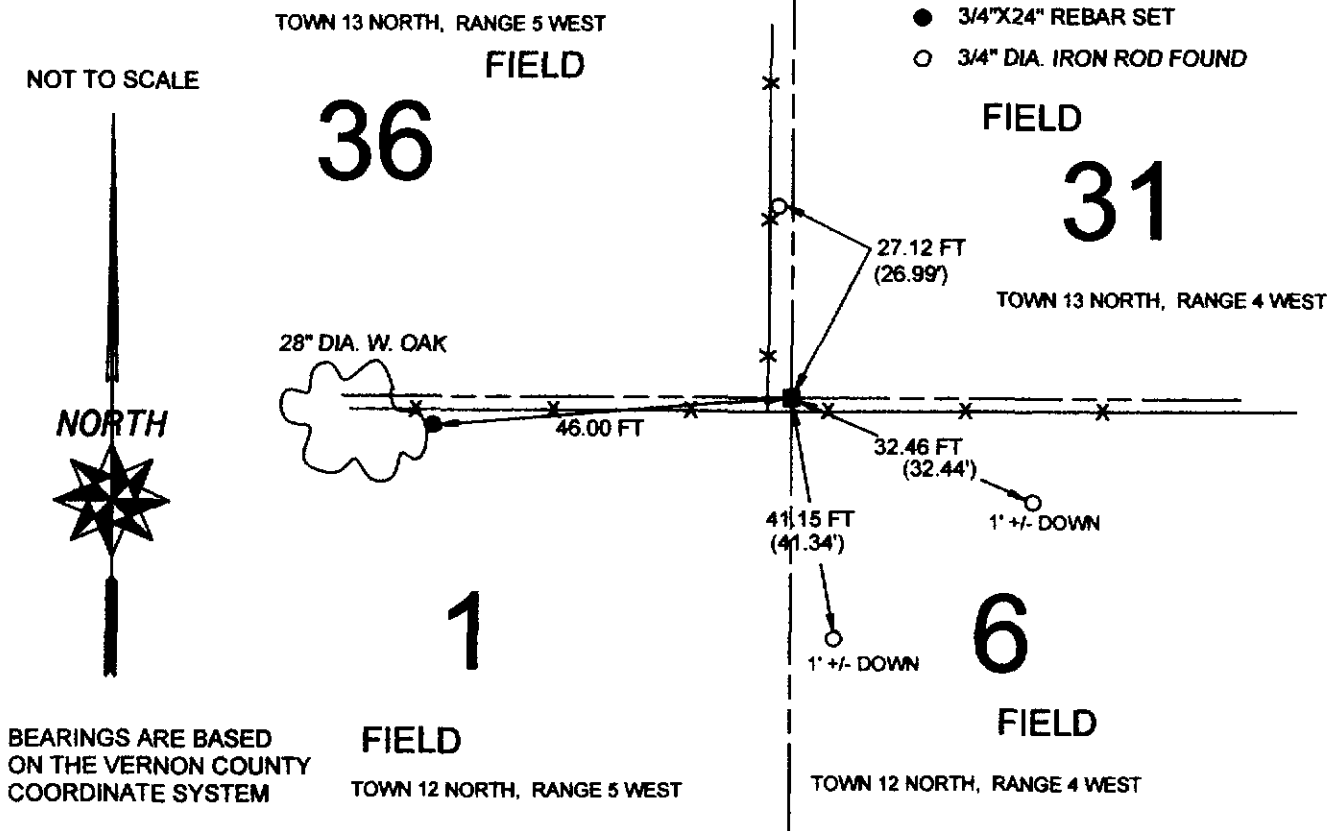 TOWN 13 NORTH, RANGE 5 WEST
FIELD
NOT TO SCALE
36
3/4"X24" REBAR SET
3/4" DIA. IRON ROD FOUND
FIELD
31
TOWN 13 NORTH, RANGE 4 WEST
27.12 FT
(26.99')
28" DIA. W. OAK
46.00 FT
32.46 FT
(32.44')
1' +/- DOWN
41.15 FT
(41.34')
1' +/- DOWN
NORTH
1
FIELD
TOWN 12 NORTH, RANGE 5 WEST
6
FIELD
TOWN 12 NORTH, RANGE 4 WEST
BEARINGS ARE BASED
ON THE VERNON COUNTY
COORDINATE SYSTEM